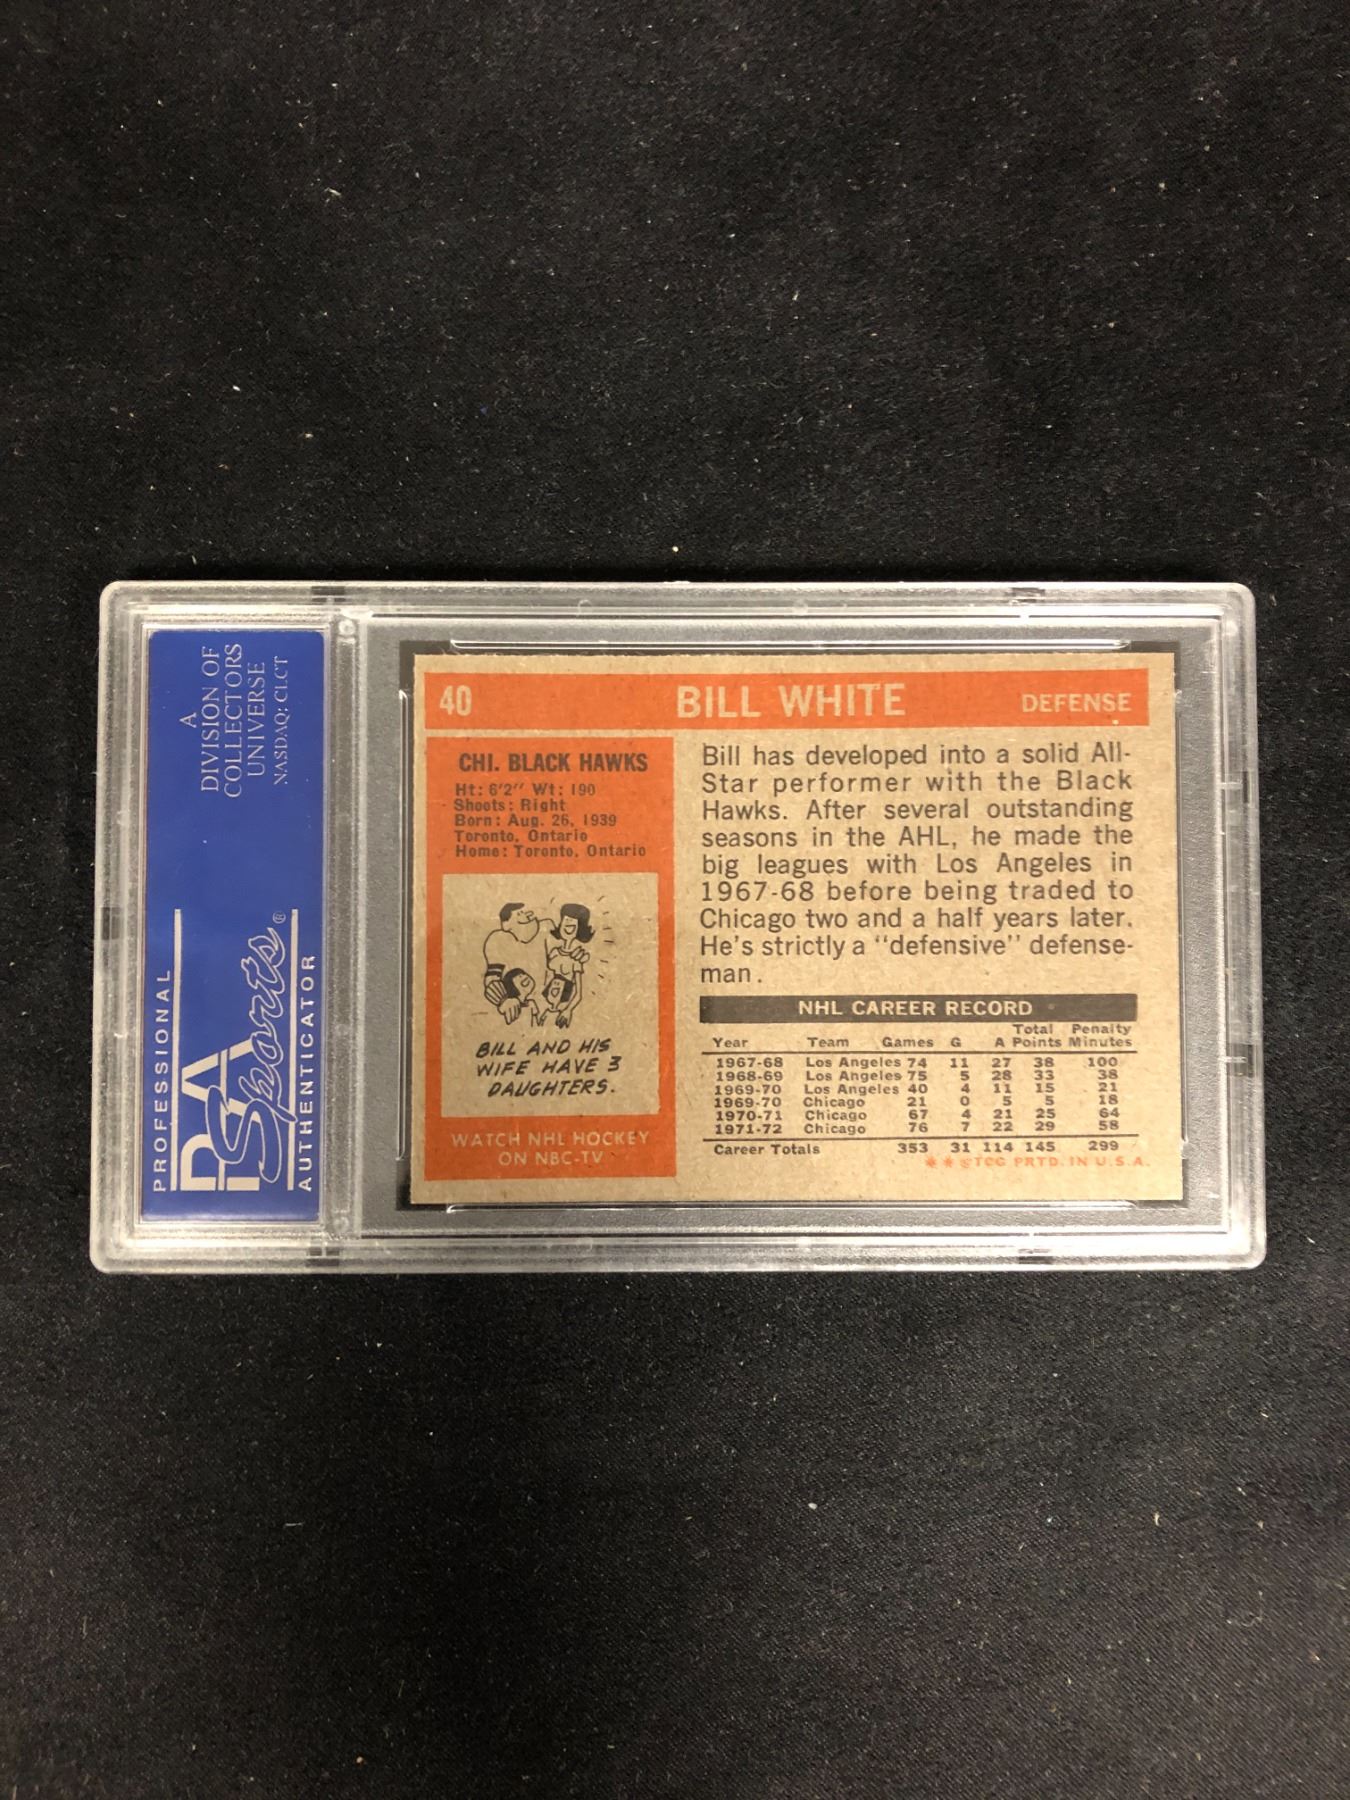 A
DIVISION OF
COLLECTORS
UNIVERSE
NASDAQ: CLCT
PROFESSIONAL
PSA
Sports®
AUTHENTICATOR
40 BILL WHITE DEFENSE
CHI. BLACK HAWKS
Ht: 6'2" Wt: 190
Shoots: Right
Born: Aug. 26, 1939
Toronto, Ontario
Home: Toronto, Ontario
BILL AND HIS
WIFE HAVE 3
DAUGHTERS.
WATCH NHL HOCKEY
ON NBC-TV
Bill has developed into a solid All-
Star performer with the Black
Hawks. After several outstanding
seasons in the AHL, he made the
big leagues with Los Angeles in
1967-68 before being traded to
Chicago two and a half years later.
He's strictly a "defensive" defense-
man.
NHL CAREER RECORD
Total Penalty
Year Team Games G A Points Minutes
1967-68 Los Angeles 74 11 27 38 100
1968-69 Los Angeles 75 5 28 33 38
1969-70 Los Angeles 40 4 11 15 21
1969-70 Chicago 21 0 5 5 18
1970-71 Chicago 67 4 21 25 64
1971-72 Chicago 76 7 22 29 58
Career Totals 353 31 114 145 299
* * ©TCG PRTD. IN U.S.A.